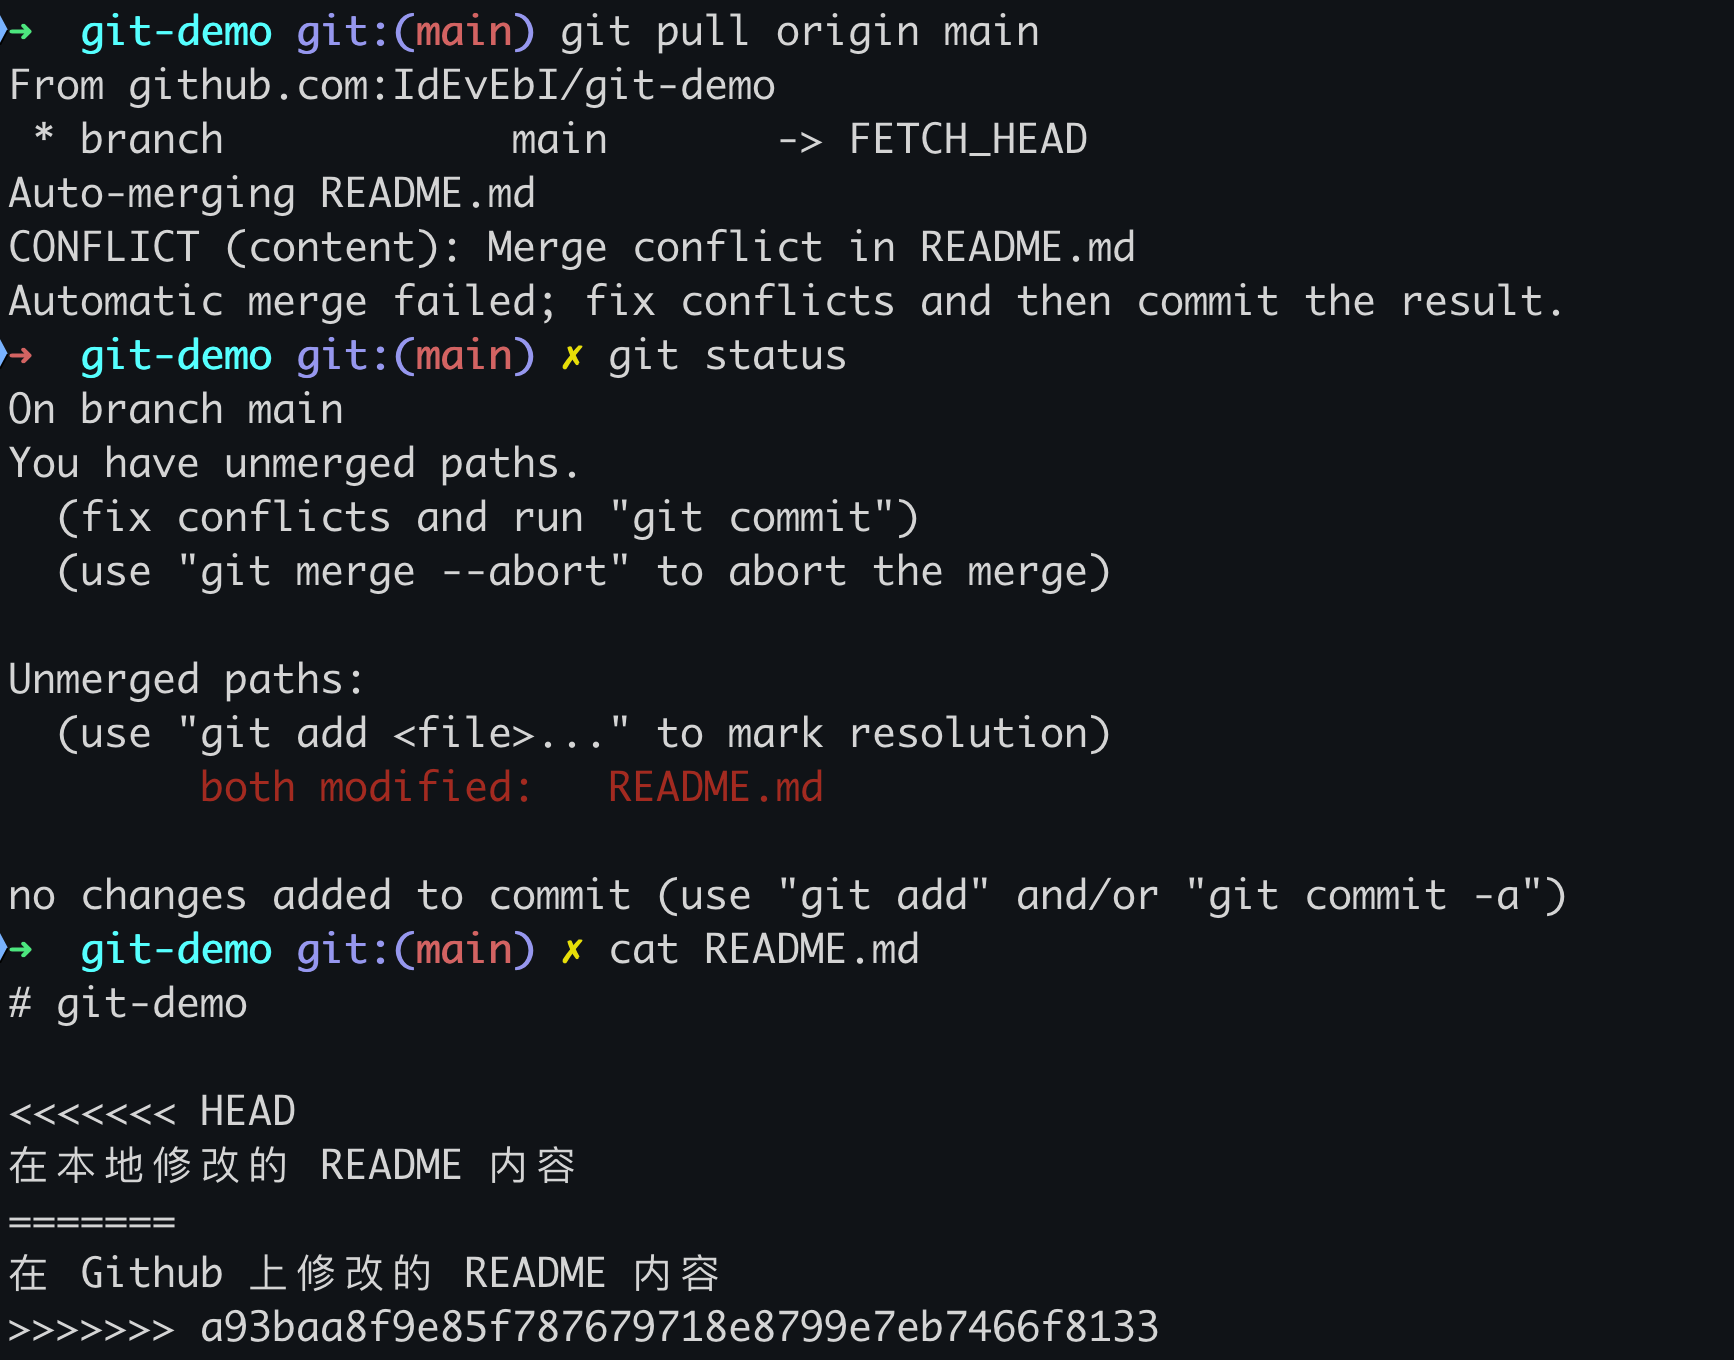 ➜  git-demo git:(main) git pull origin main
From github.com:IdEvEbI/git-demo
 * branch            main       -> FETCH_HEAD
Auto-merging README.md
CONFLICT (content): Merge conflict in README.md
Automatic merge failed; fix conflicts and then commit the result.
➜  git-demo git:(main) ✗ git status
On branch main
You have unmerged paths.
  (fix conflicts and run "git commit")
  (use "git merge --abort" to abort the merge)

Unmerged paths:
  (use "git add <file>..." to mark resolution)
        both modified:   README.md

no changes added to commit (use "git add" and/or "git commit -a")
➜  git-demo git:(main) ✗ cat README.md
# git-demo

<<<<<<< HEAD
在本地修改的 README 内容
=======
在 Github 上修改的 README 内容
>>>>>>> a93baa8f9e85f787679718e8799e7eb7466f8133